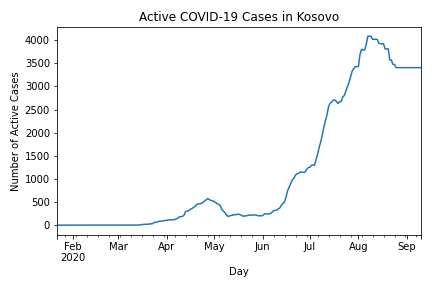 Active COVID-19 Cases in Kosovo
Number of Active Cases
4000
3500
3000
2500
2000
1500
1000
500
0
Feb Mar Apr May Jun Jul Aug Sep
2020
Day